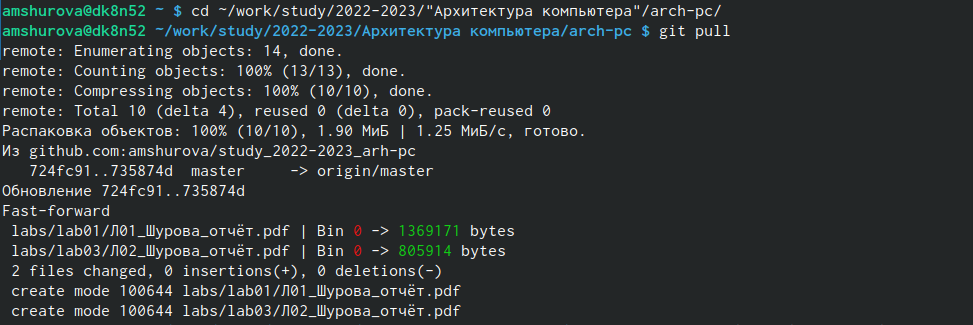 amshurova@dk8n52 ~ $ cd ~/work/study/2022-2023/"Архитектура компьютера"/arch-pc/
amshurova@dk8n52 ~/work/study/2022-2023/Архитектура компьютера/arch-pc $ git pull
remote: Enumerating objects: 14, done.
remote: Counting objects: 100% (13/13), done.
remote: Compressing objects: 100% (10/10), done.
remote: Total 10 (delta 4), reused 0 (delta 0), pack-reused 0
Распаковка объектов: 100% (10/10), 1.90 МиБ | 1.25 МиБ/с, готово.
Из github.com:amshurova/study_2022-2023_arh-pc
   724fc91..735874d  master     -> origin/master
Обновление 724fc91..735874d
Fast-forward
 labs/lab01/Л01_Шурова_отчёт.pdf | Bin 0 -> 1369171 bytes
 labs/lab03/Л02_Шурова_отчёт.pdf | Bin 0 -> 805914 bytes
 2 files changed, 0 insertions(+), 0 deletions(-)
 create mode 100644 labs/lab01/Л01_Шурова_отчёт.pdf
 create mode 100644 labs/lab03/Л02_Шурова_отчёт.pdf